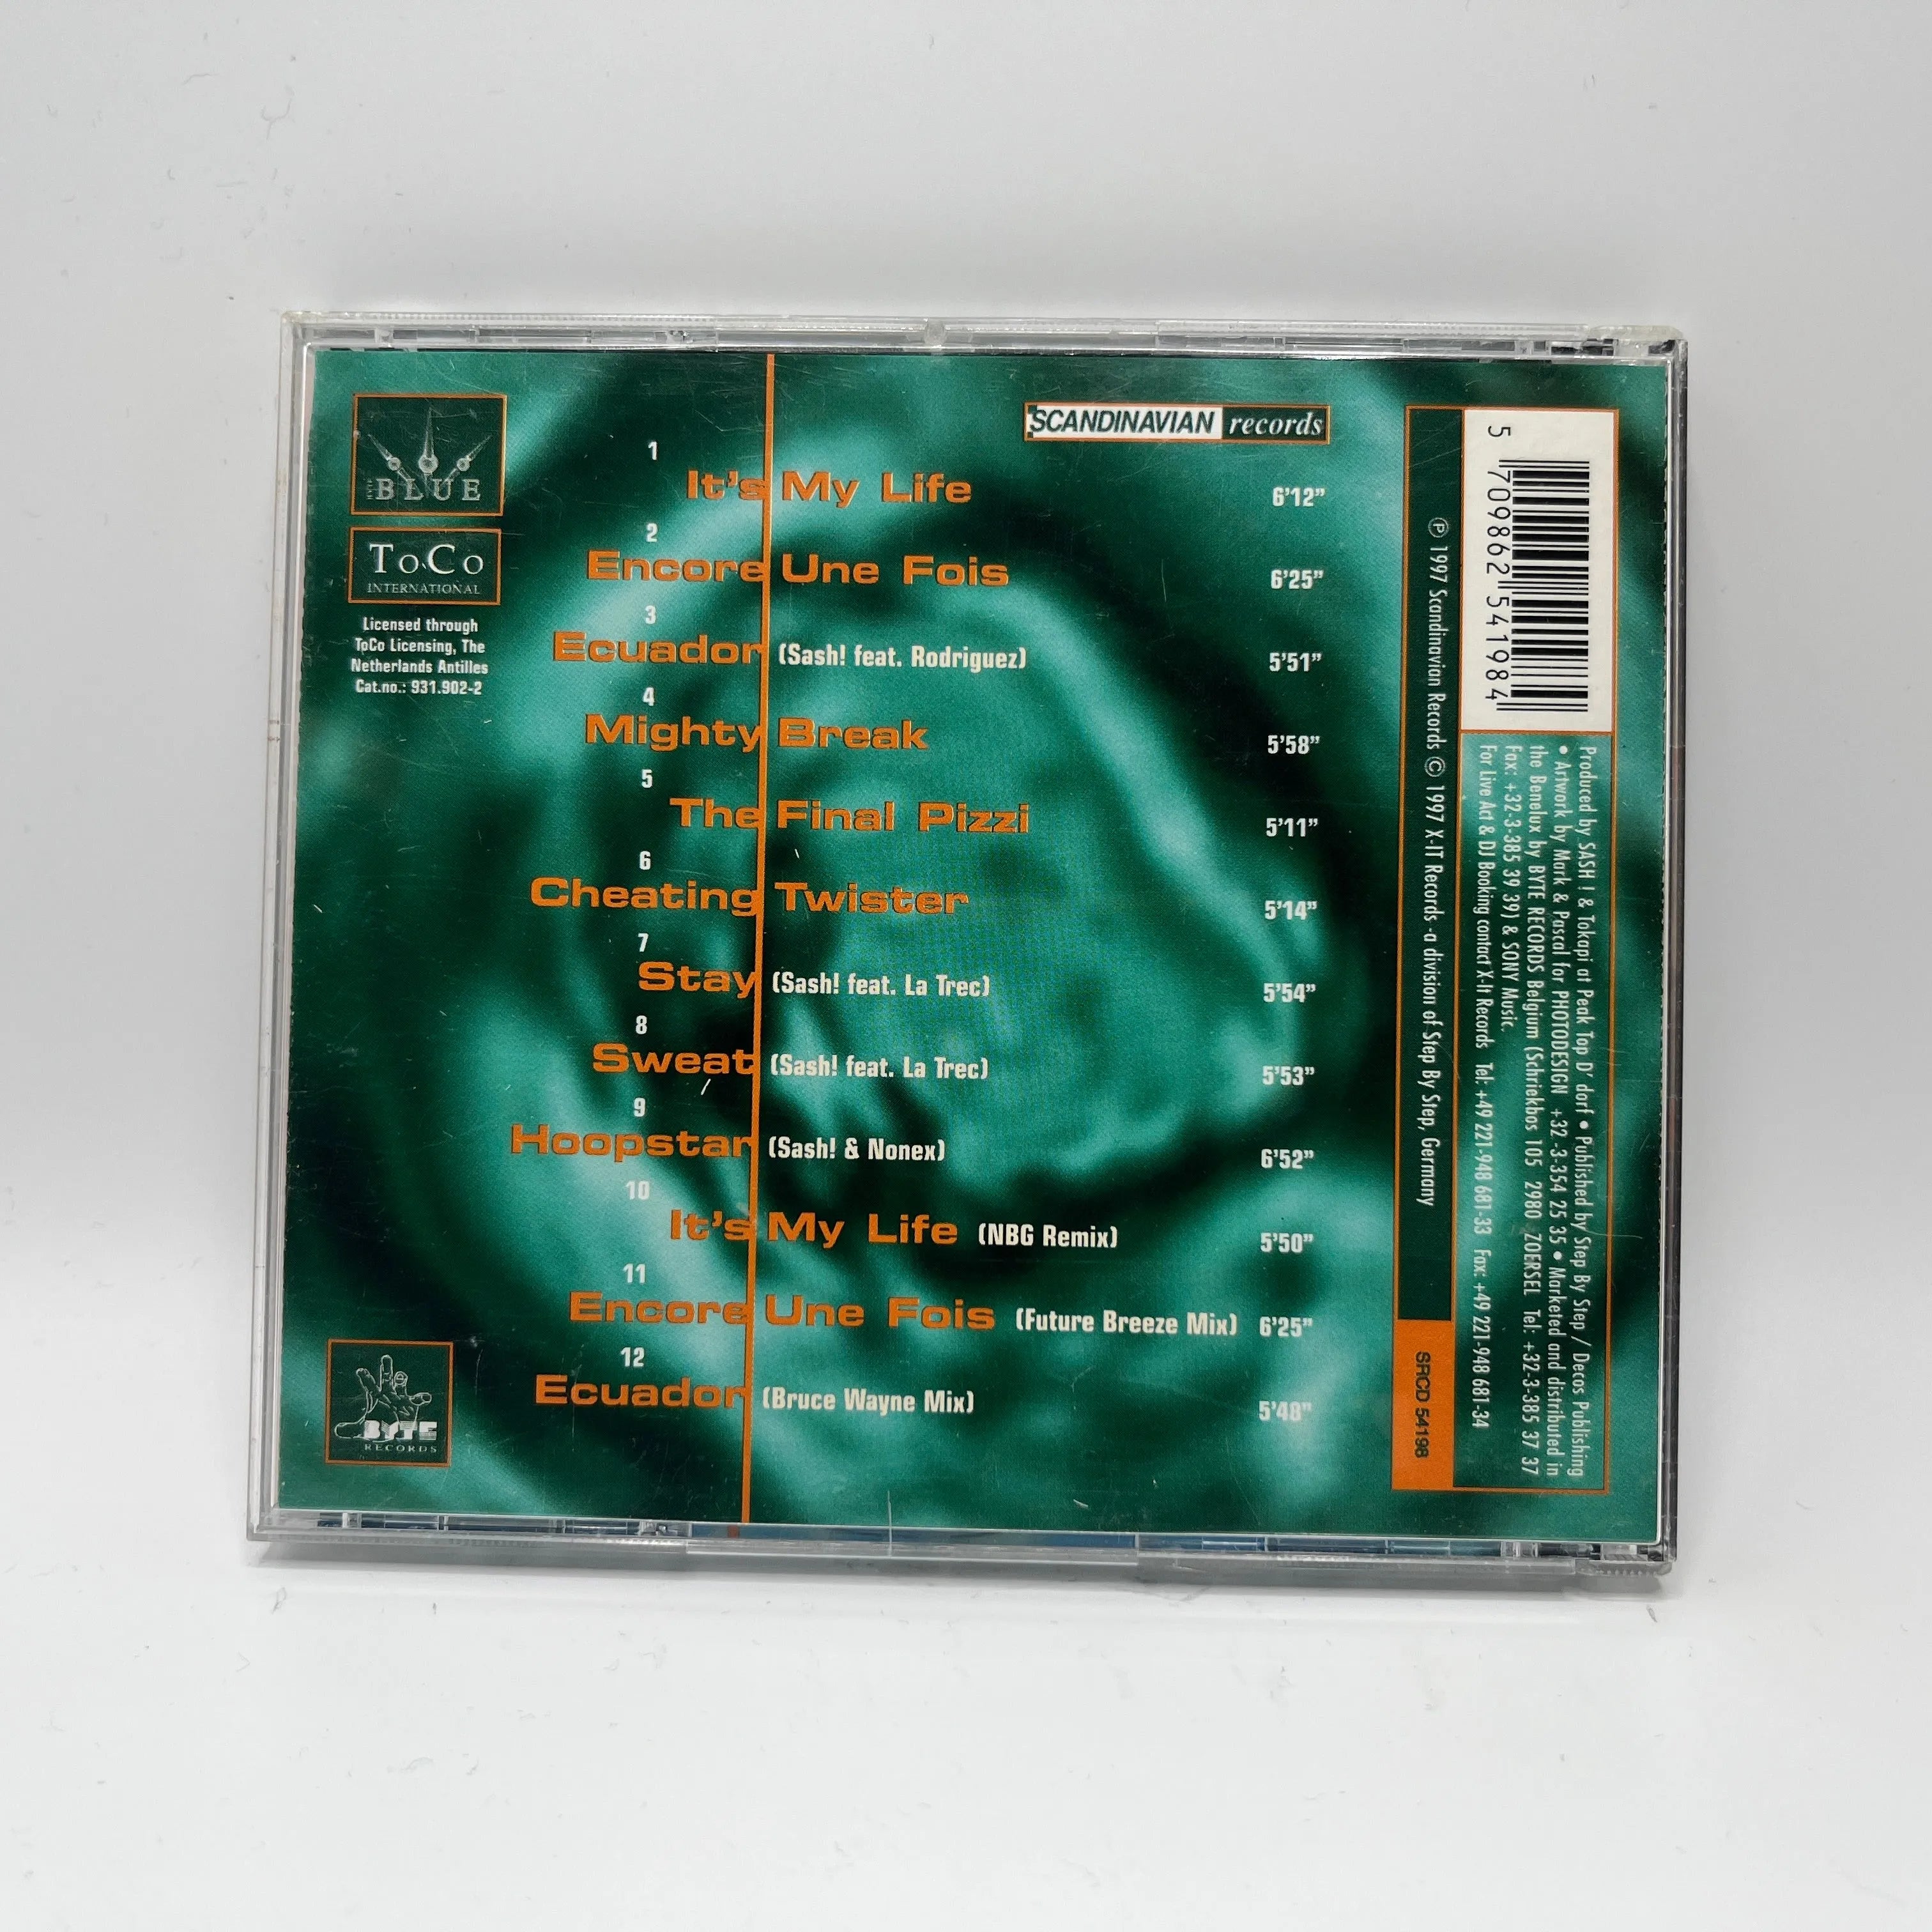 BLUE
ToCo
INTERNATIONAL
Licensed through
ToCo Licensing, The
Netherlands Antilles
Cat.no.: 931.902-2
SCANDINAVIAN records
1
It's My Life 6'12"
2
Encore Une Fois 6'25"
3
Ecuador (Sash! feat. Rodriguez) 5'51"
4
Mighty Break 5'58"
5
The Final Pizzi 5'11"
6
Cheating Twister 5'14"
7
Stay (Sash! feat. La Trec) 5'54"
8
Sweat (Sash! feat. La Trec) 5'53"
9
Hoopstar (Sash! & Nonex) 6'52"
10
It's My Life (NBG Remix) 5'50"
11
Encore Une Fois (Future Breeze Mix) 6'25"
12
Ecuador (Bruce Wayne Mix) 5'48"
BYTE
RECORDS
5 709862 541984
Produced by SASH ! & Tokapi at Peak Top D' dorf • Published by Step By Step / Decos Publishing
• Artwork by Mark & Pascal for PHOTODESIGN +32.-3-354 25 35 • Marketed and distributed in
the Benelux by BYTE RECORDS Belgium (Schriekbos 105 2980 ZOERSEL Tel: +32-3-385 37 37
Fax: +32-3-385 39 39) & SONY Music.
For Live Act & DJ Booking contact X-It Records Tel: +49 221-948 681-33 Fax: +49 221-948 681-34
℗ 1997 Scandinavian Records © 1997 X-IT Records -a division of Step By Step, Germany
SRCD 54198